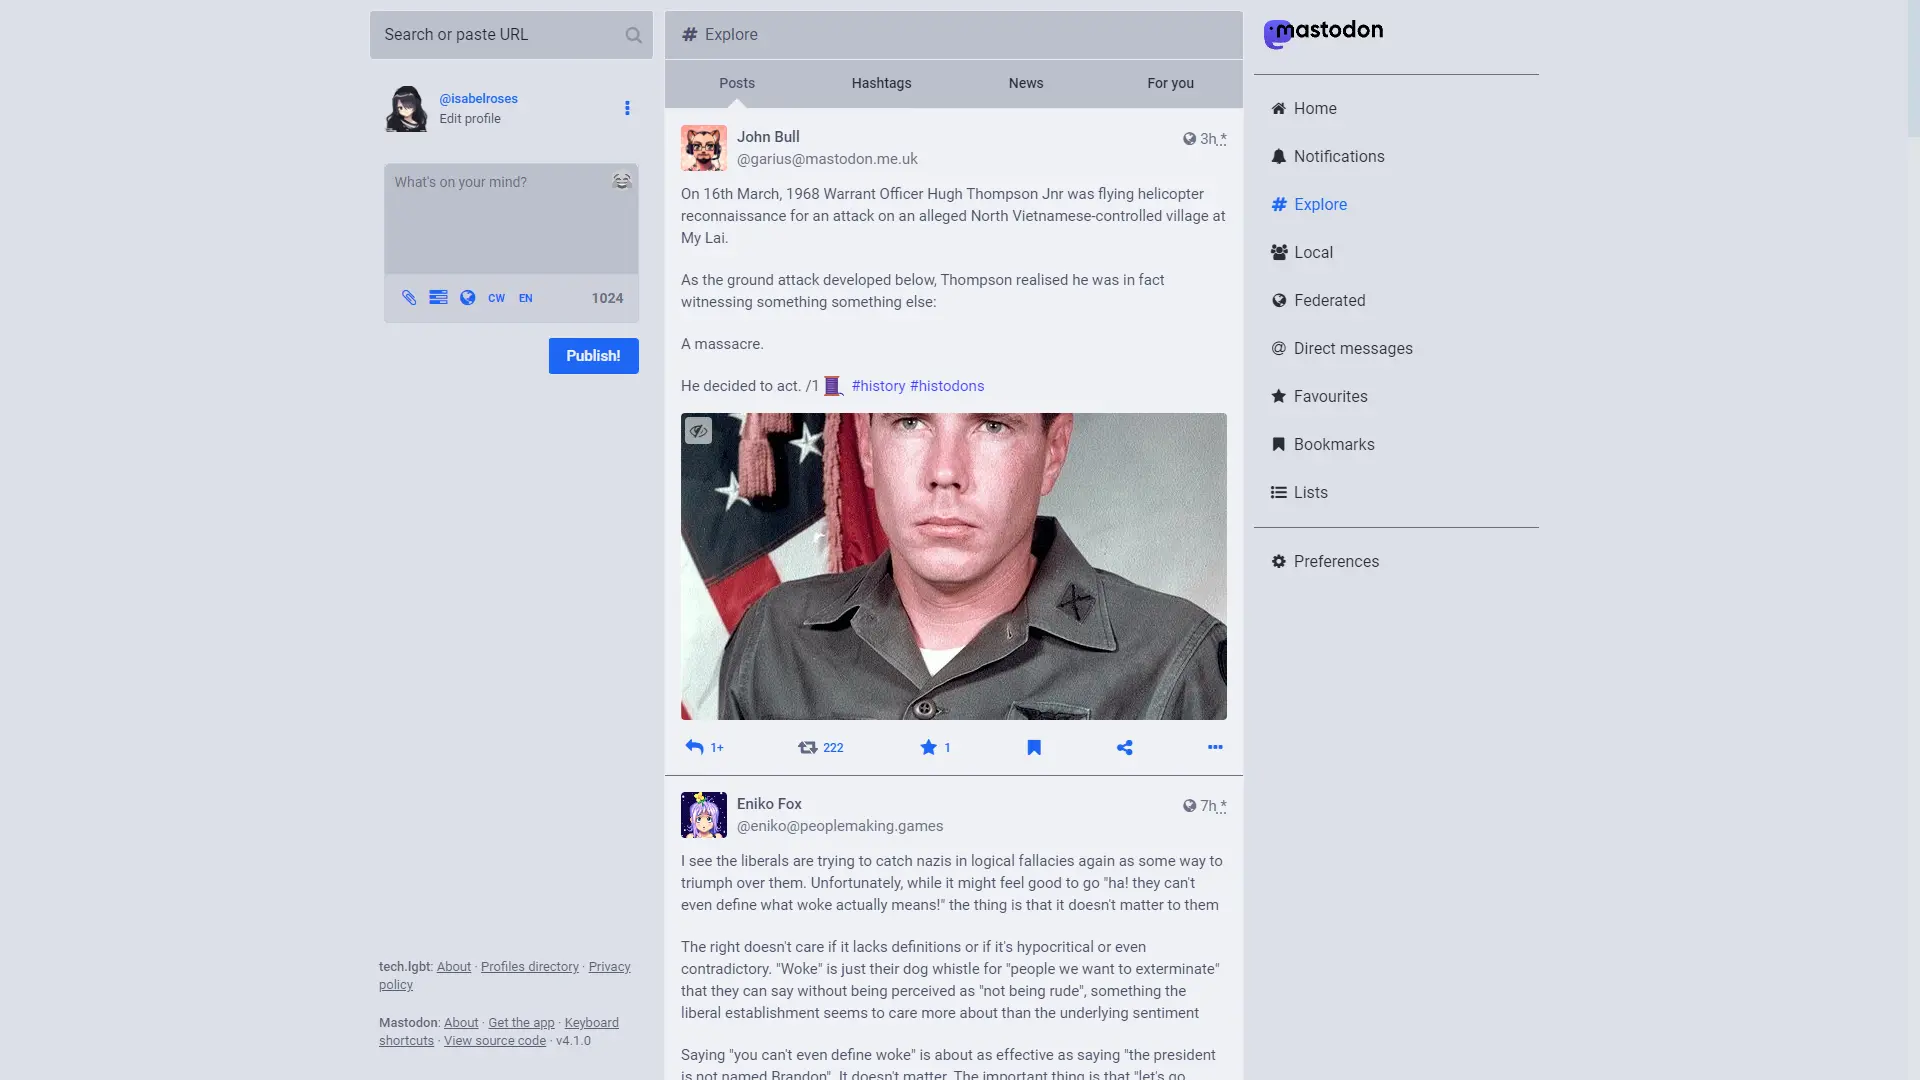 Search or paste URL
@isabelroses
Edit profile
What's on your mind?
CW EN 1024
Publish!
tech.lgbt: About · Profiles directory · Privacy
policy
Mastodon: About · Get the app · Keyboard
shortcuts · View source code · v4.1.0
Explore
Posts Hashtags News For you
John Bull
@garius@mastodon.me.uk
3h *
On 16th March, 1968 Warrant Officer Hugh Thompson Jnr was flying helicopter
reconnaissance for an attack on an alleged North Vietnamese-controlled village at
My Lai.
As the ground attack developed below, Thompson realised he was in fact
witnessing something something else:
A massacre.
He decided to act. /1 🧵 #history #histodons
1+ 222 1
Eniko Fox
@eniko@peoplemaking.games
7h *
I see the liberals are trying to catch nazis in logical fallacies again as some way to
triumph over them. Unfortunately, while it might feel good to go "ha! they can't
even define what woke actually means!" the thing is that it doesn't matter to them
The right doesn't care if it lacks definitions or if it's hypocritical or even
contradictory. "Woke" is just their dog whistle for "people we want to exterminate"
that they can say without being perceived as "not being rude", something the
liberal establishment seems to care more about than the underlying sentiment
Saying "you can't even define woke" is about as effective as saying "the president
is not named Brandon". It doesn't matter. The important thing is that "let's go
mastodon
Home
Notifications
Explore
Local
Federated
Direct messages
Favourites
Bookmarks
Lists
Preferences